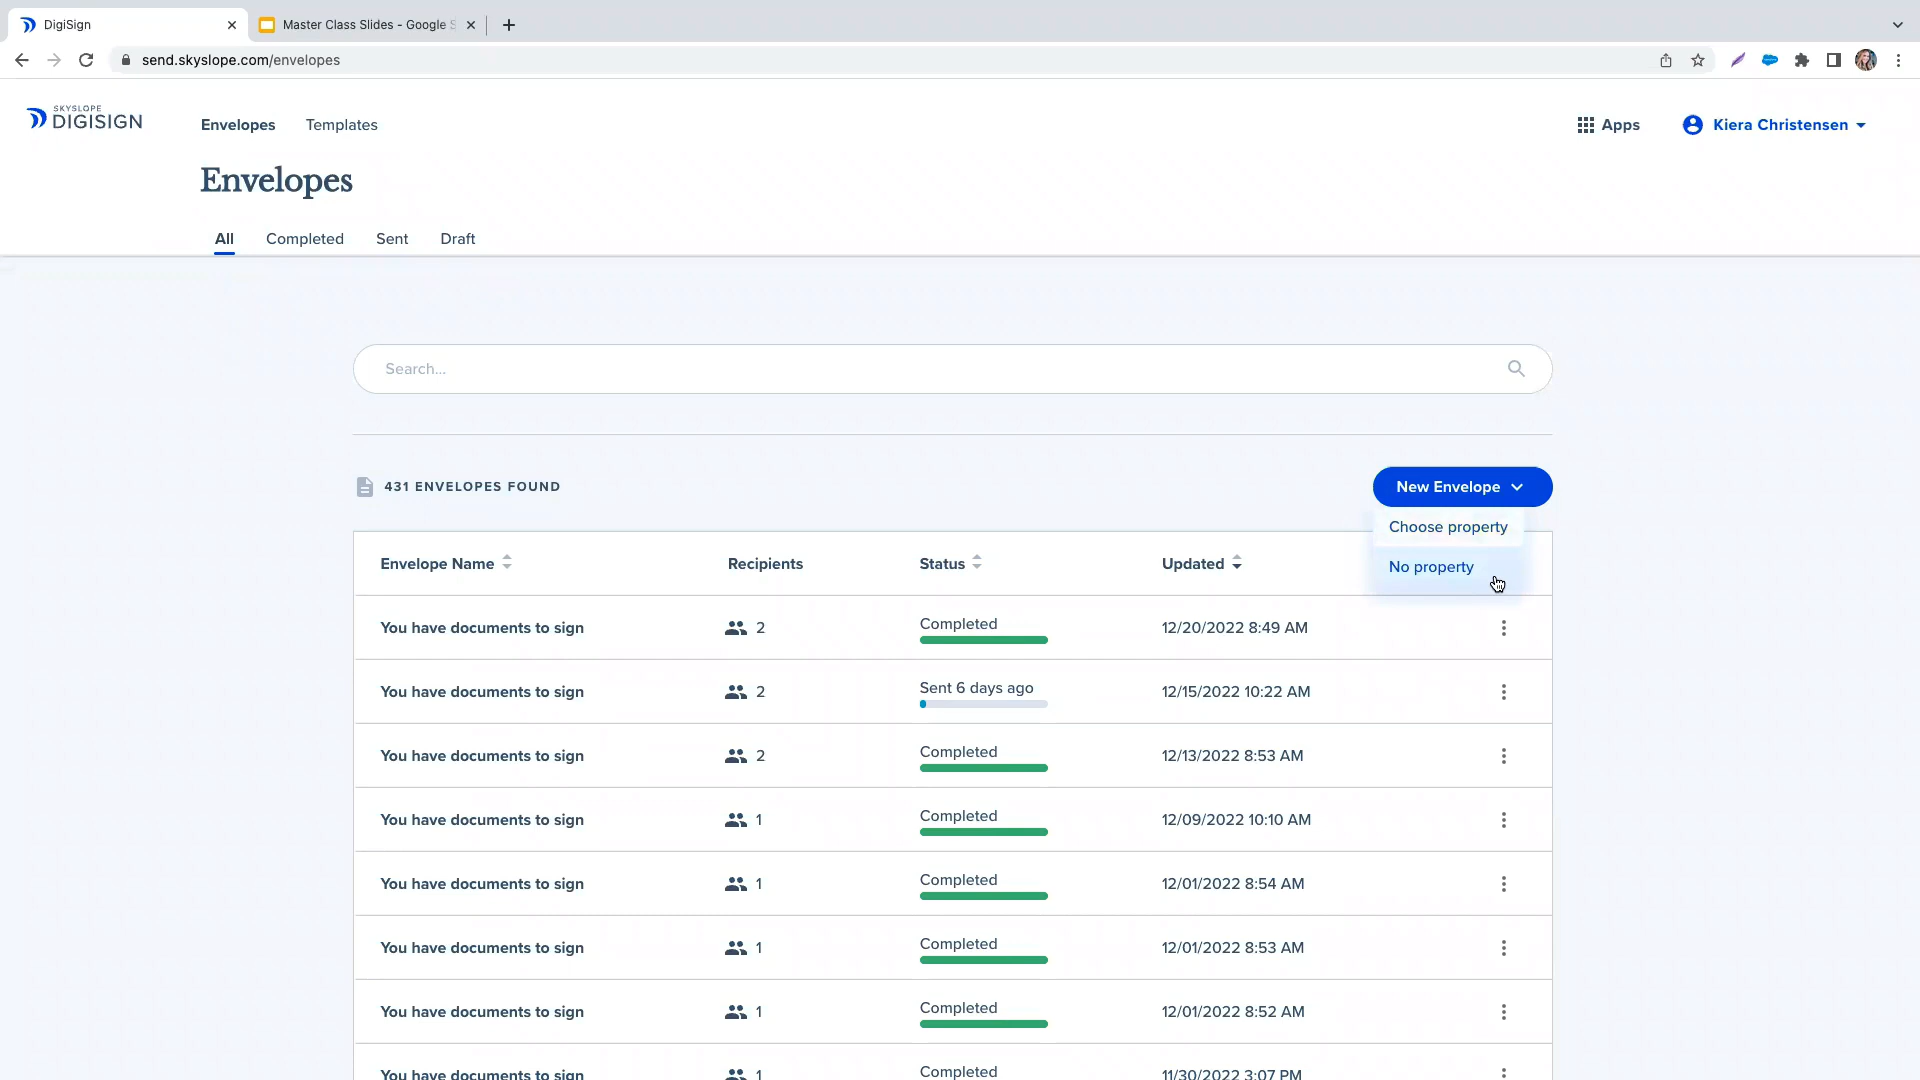 DigiSign
Master Class Slides - Google S
send.skyslope.com/envelopes
SKYSLOPE
DIGISIGN
Envelopes
Templates
Apps
Kiera Christensen
Envelopes
All
Completed
Sent
Draft
Search...
431 ENVELOPES FOUND
New Envelope
Choose property
No property
Envelope Name
Recipients
Status
Updated
You have documents to sign
2
Completed
12/20/2022 8:49 AM
You have documents to sign
2
Sent 6 days ago
12/15/2022 10:22 AM
You have documents to sign
2
Completed
12/13/2022 8:53 AM
You have documents to sign
1
Completed
12/09/2022 10:10 AM
You have documents to sign
1
Completed
12/01/2022 8:54 AM
You have documents to sign
1
Completed
12/01/2022 8:53 AM
You have documents to sign
1
Completed
12/01/2022 8:52 AM
You have documents to sign
1
Completed
11/30/2022 3:07 PM